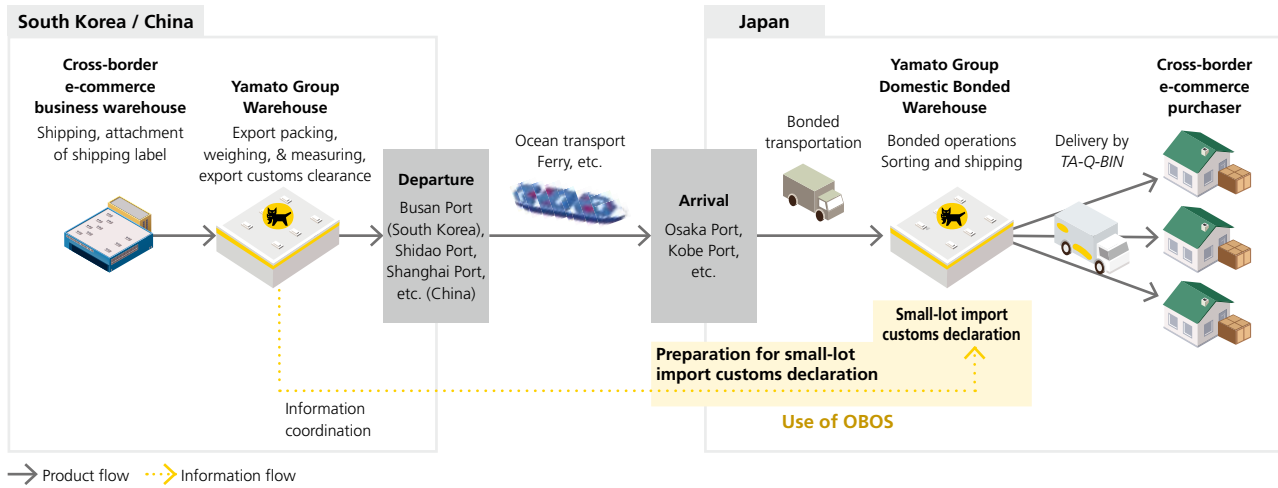 South Korea / China
Japan
Cross-border
e-commerce
business warehouse
Shipping, attachment
of shipping label
Yamato Group
Warehouse
Export packing,
weighing, & measuring,
export customs clearance
Departure
Busan Port
(South Korea),
Shidao Port,
Shanghai Port,
etc. (China)
Ocean transport
Ferry, etc.
Arrival
Osaka Port,
Kobe Port,
etc.
Bonded
transportation
Yamato Group
Domestic Bonded
Warehouse
Bonded operations
Sorting and shipping
Delivery by
TA-Q-BIN
Cross-border
e-commerce
purchaser
Small-lot import
customs declaration
Preparation for small-lot
import customs declaration
Information
coordination
Use of OBOS
Product flow
Information flow